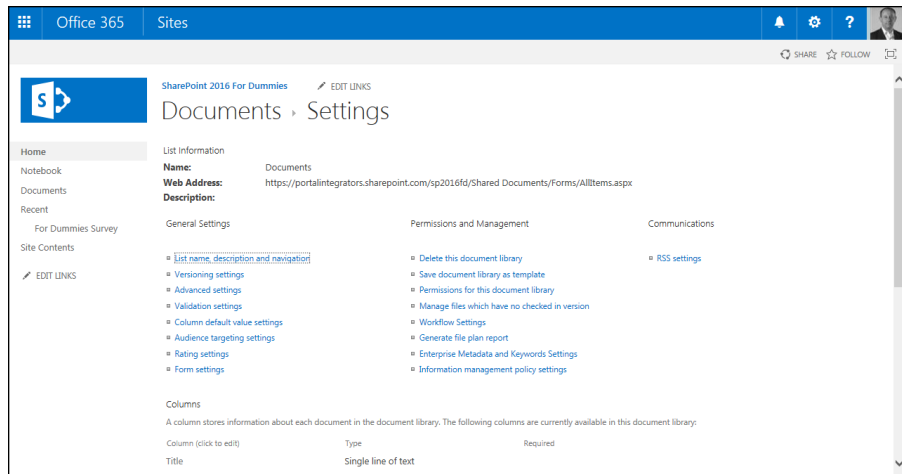 Office 365 Sites ?
SHARE FOLLOW
S
SharePoint 2016 For Dummies EDIT LINKS
Documents Settings
Home
Notebook
Documents
Recent
For Dummies Survey
Site Contents
EDIT LINKS
List Information
Name: Documents
Web Address: https://portalintegrators.sharepoint.com/sp2016fd/Shared Documents/Forms/AllItems.aspx
Description:
General Settings Permissions and Management Communications
List name, description and navigation Delete this document library RSS settings
Versioning settings Save document library as template
Advanced settings Permissions for this document library
Validation settings Manage files which have no checked in version
Column default value settings Workflow Settings
Audience targeting settings Generate file plan report
Rating settings Enterprise Metadata and Keywords Settings
Form settings Information management policy settings
Columns
A column stores information about each document in the document library. The following columns are currently available in this document library:
Column (click to edit) Type Required
Title Single line of text